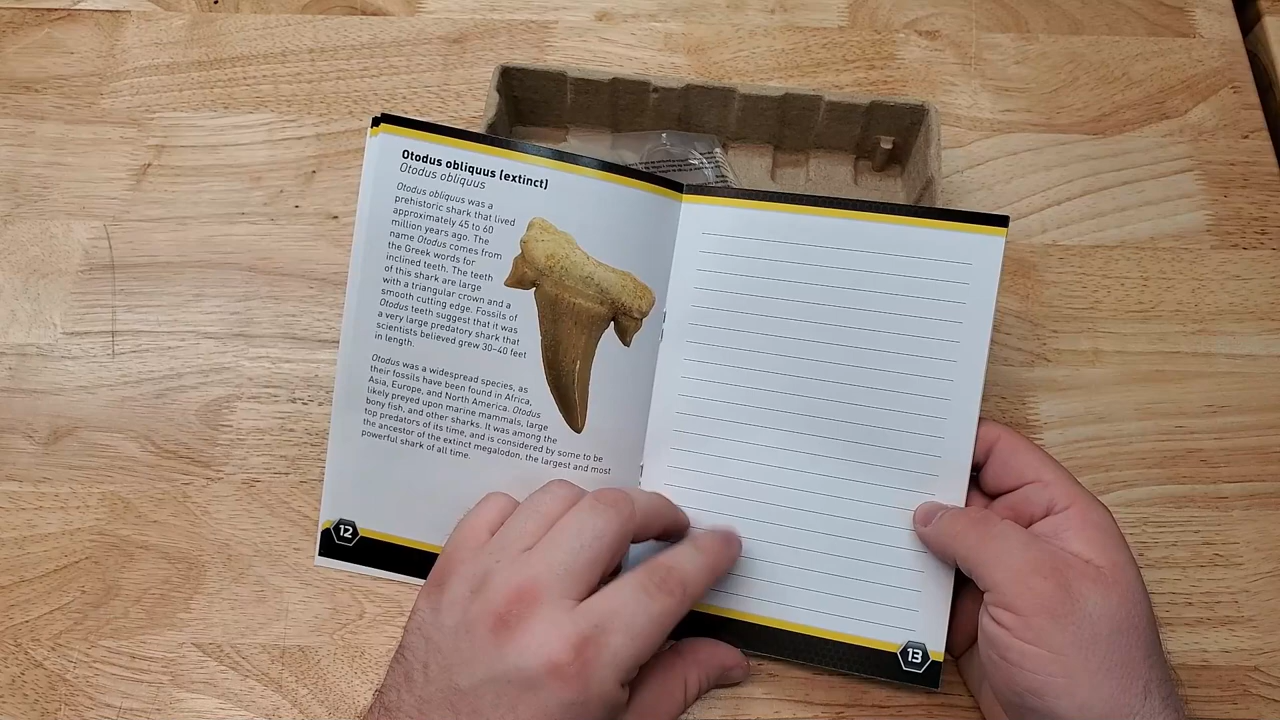 Otodus obliquus (extinct)
Otodus obliquus
Otodus obliquus was a
prehistoric shark that lived
approximately 45 to 60
million years ago. The
name Otodus comes from
the Greek words for
inclined teeth. The teeth
of this shark are large
with a triangular crown and a
smooth cutting edge. Fossils of
Otodus teeth suggest that it was
a very large predatory shark that
scientists believed grew 30–40 feet
in length.
Otodus was a widespread species, as
their fossils have been found in Africa,
Asia, Europe, and North America. Otodus
likely preyed upon marine mammals, large
bony fish, and other sharks. It was among the
top predators of its time, and is considered by some to be
the ancestor of the extinct megalodon, the largest and most
powerful shark of all time.
12
13